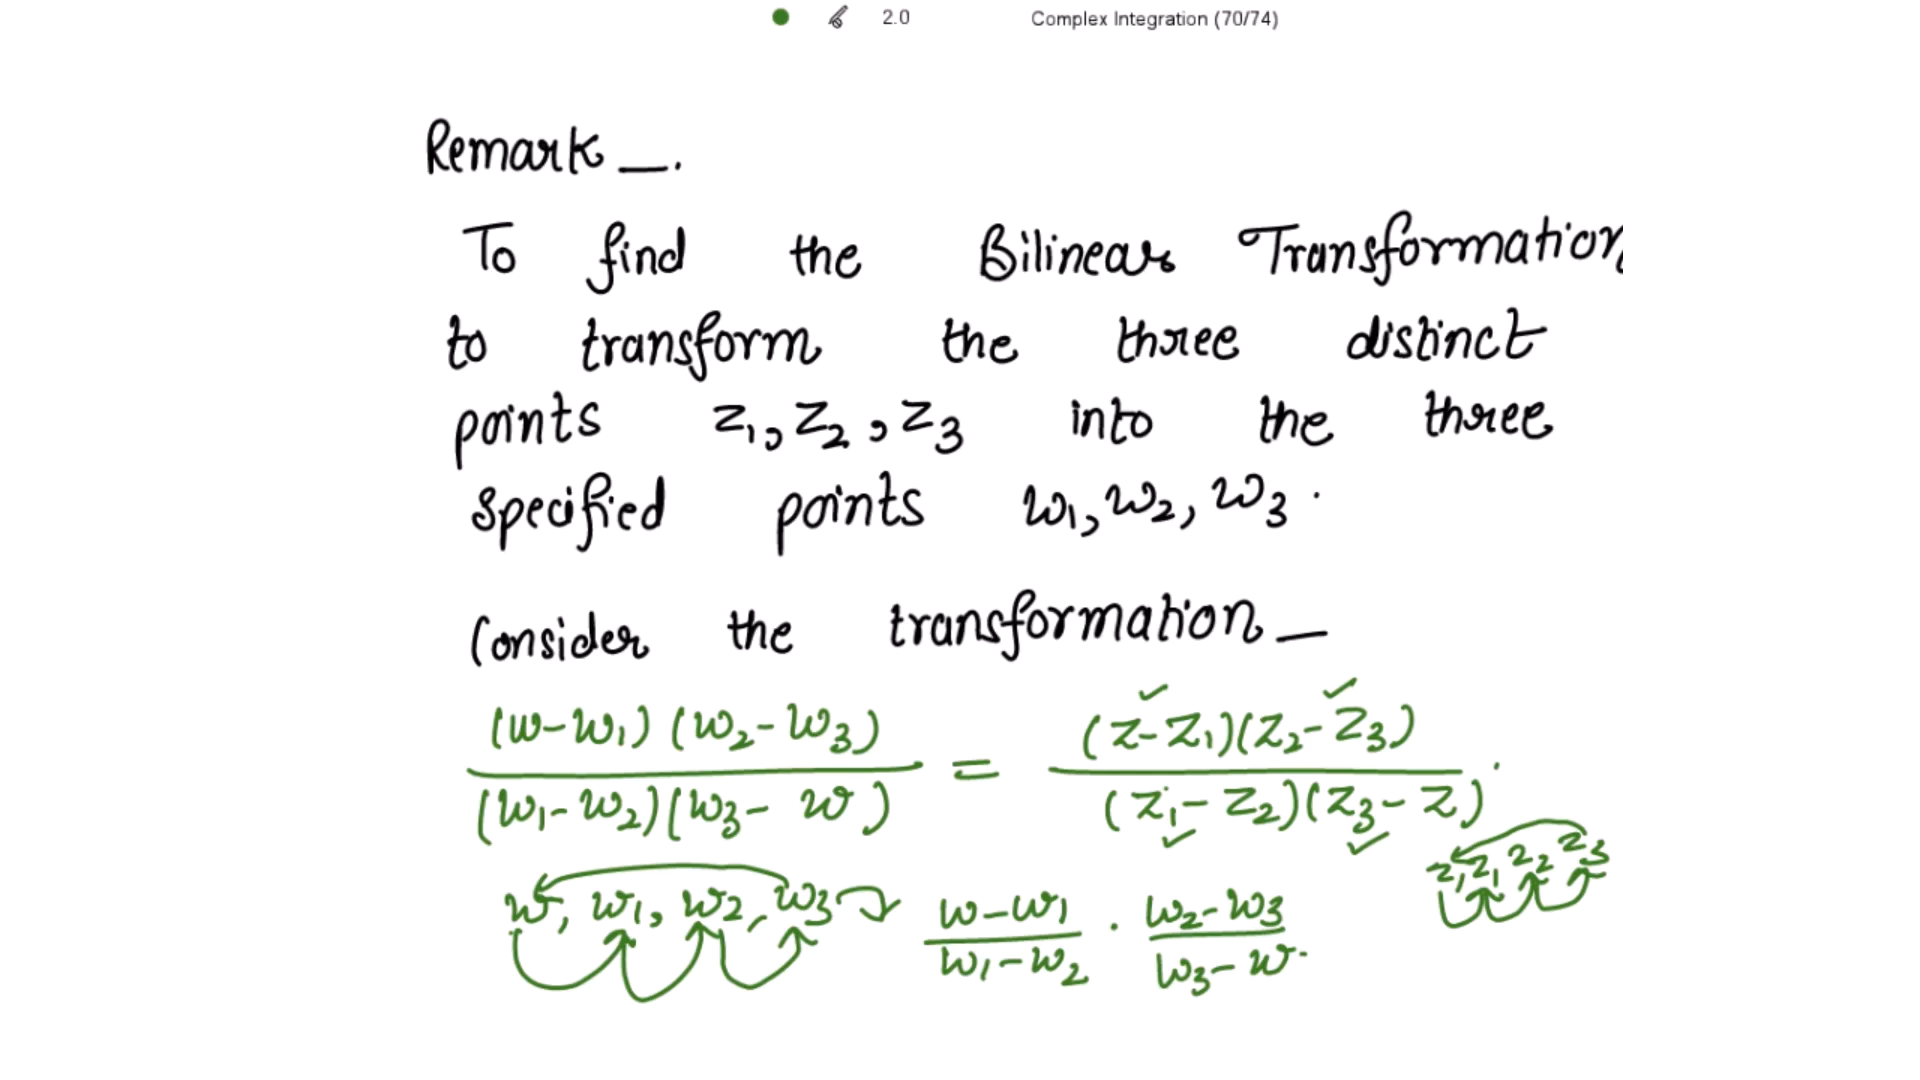 2.0 Complex Integration (70/74)
Remark _.
To find the Bilinear Transformation
to transform the three distinct
points z₁, z₂, z₃ into the three
specified points w₁, w₂, w₃.
Consider the transformation _
(w-w₁)(w₂-w₃) / (w₁-w₂)(w₃-w) = (z-z₁)(z₂-z₃) / (z₁-z₂)(z₃-z).
z, z₁ z₂ z₃
w, w₁, w₂, w₃ → w-w₁ / w₁-w₂ . w₂-w₃ / w₃-w.